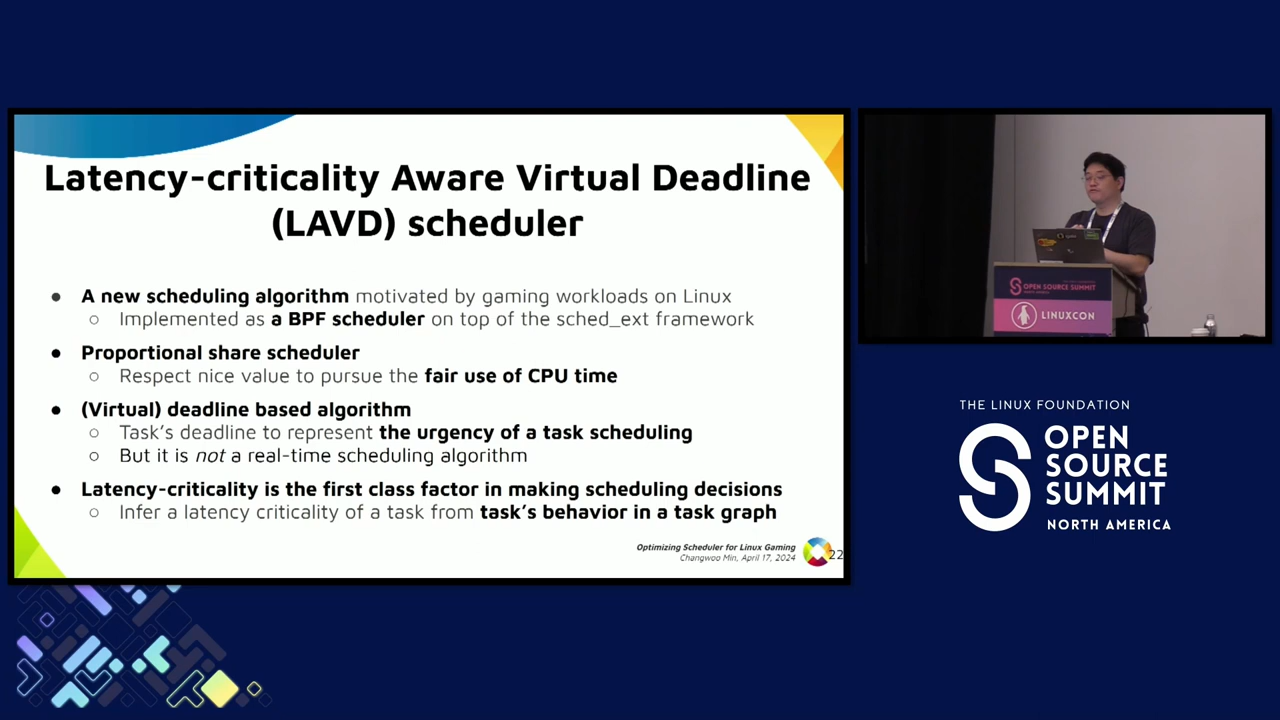 Latency-criticality Aware Virtual Deadline
(LAVD) scheduler
● A new scheduling algorithm motivated by gaming workloads on Linux
○ Implemented as a BPF scheduler on top of the sched_ext framework
● Proportional share scheduler
○ Respect nice value to pursue the fair use of CPU time
● (Virtual) deadline based algorithm
○ Task's deadline to represent the urgency of a task scheduling
○ But it is not a real-time scheduling algorithm
● Latency-criticality is the first class factor in making scheduling decisions
○ Infer a latency criticality of a task from task's behavior in a task graph
Optimizing Scheduler for Linux Gaming
Changwoo Min, April 17, 2024
22
OPEN SOURCE SUMMIT
LINUXCON
THE LINUX FOUNDATION
OPEN
SOURCE
SUMMIT
NORTH AMERICA